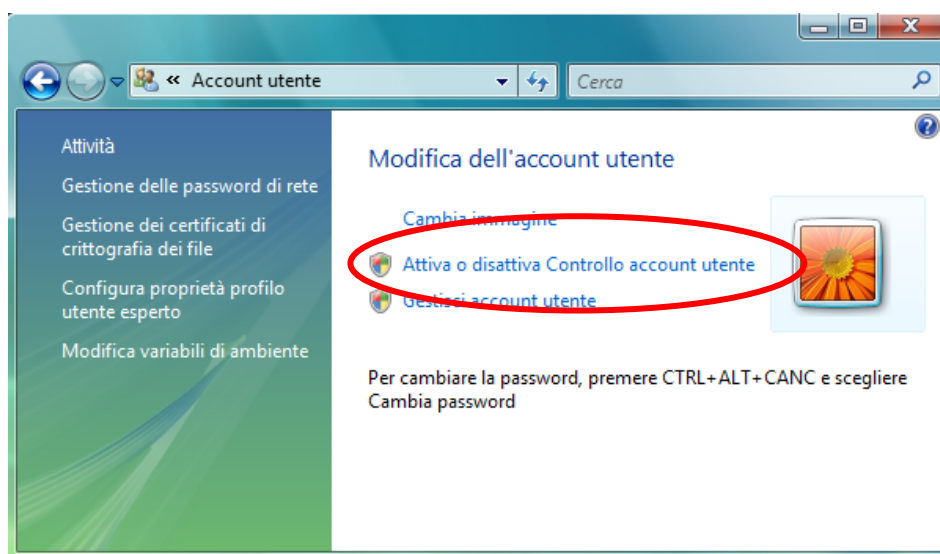 « Account utente
Cerca
Attività
Gestione delle password di rete
Gestione dei certificati di
crittografia dei file
Configura proprietà profilo
utente esperto
Modifica variabili di ambiente
Modifica dell'account utente
Cambia immagine
Attiva o disattiva Controllo account utente
Gestisci account utente
Per cambiare la password, premere CTRL+ALT+CANC e scegliere
Cambia password